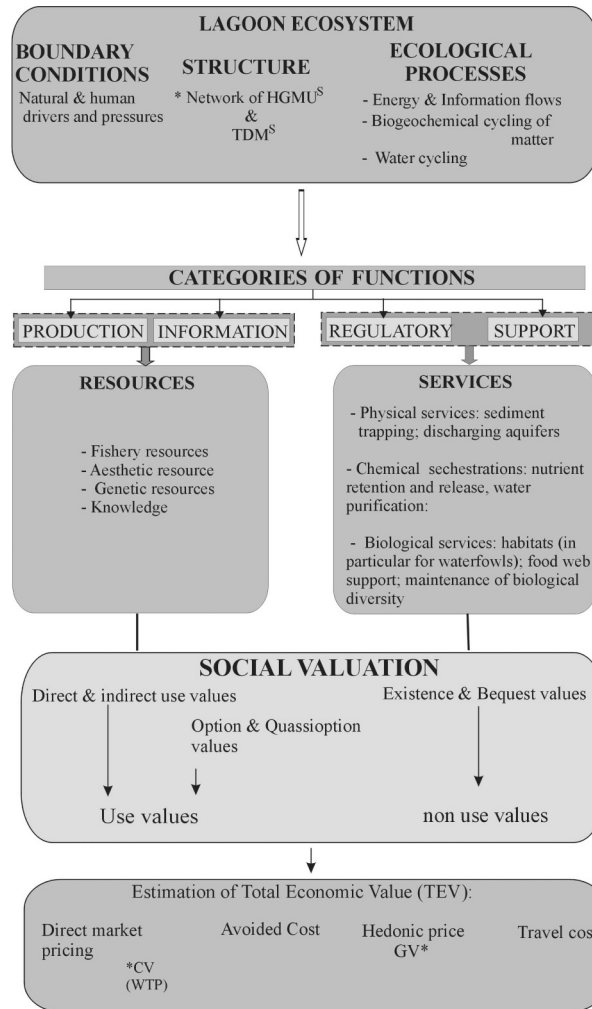 LAGOON ECOSYSTEM
BOUNDARY
CONDITIONS
Natural & human
drivers and pressures
STRUCTURE
* Network of HGMU^S
&
TDM^S
ECOLOGICAL
PROCESSES
- Energy & Information flows
- Biogeochemical cycling of
matter
- Water cycling
CATEGORIES OF FUNCTIONS
PRODUCTION
INFORMATION
REGULATORY
SUPPORT
RESOURCES
- Fishery resources
- Aesthetic resource
- Genetic resources
- Knowledge
SERVICES
- Physical services: sediment
trapping; discharging aquifers
- Chemical sechestrations: nutrient
retention and release, water
purification:
- Biological services: habitats (in
particular for waterfowls); food web
support; maintenance of biological
diversity
SOCIAL VALUATION
Direct & indirect use values
Option & Quassioption
values
Use values
Existence & Bequest values
non use values
Estimation of Total Economic Value (TEV):
Direct market
pricing
*CV
(WTP)
Avoided Cost
Hedonic price
GV*
Travel cos